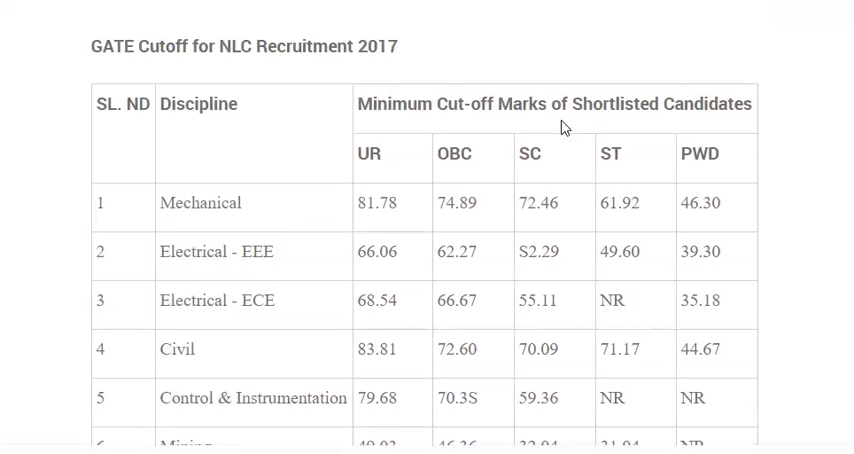 GATE Cutoff for NLC Recruitment 2017
SL. ND Discipline Minimum Cut-off Marks of Shortlisted Candidates
UR OBC SC ST PWD
1 Mechanical 81.78 74.89 72.46 61.92 46.30
2 Electrical - EEE 66.06 62.27 S2.29 49.60 39.30
3 Electrical - ECE 68.54 66.67 55.11 NR 35.18
4 Civil 83.81 72.60 70.09 71.17 44.67
5 Control & Instrumentation 79.68 70.3S 59.36 NR NR
Mining NR